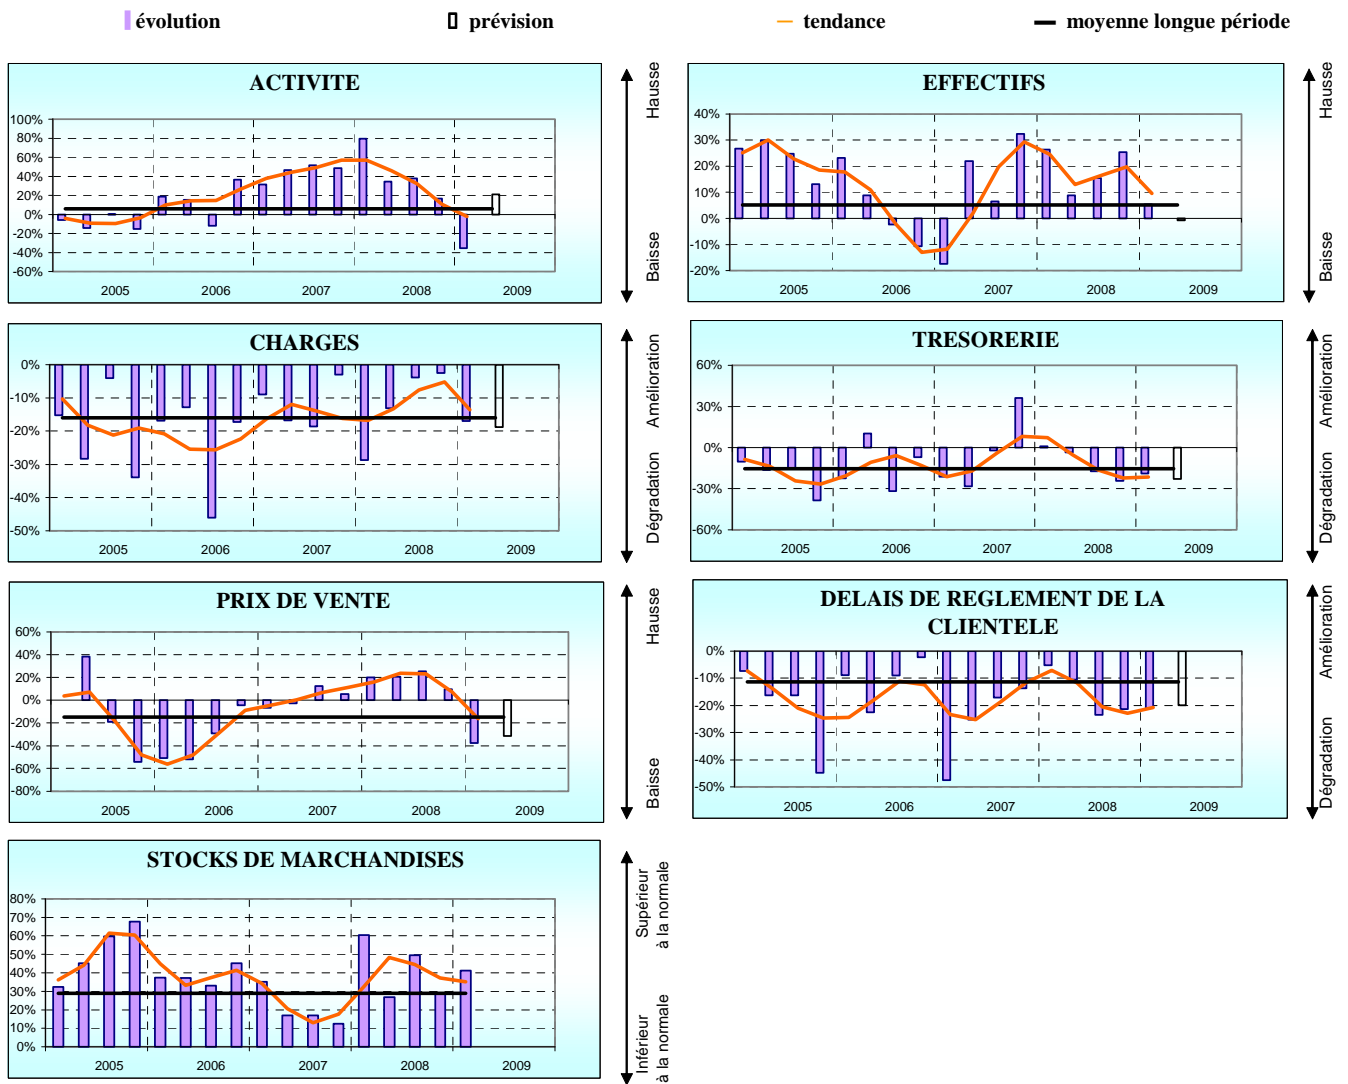 évolution prévision tendance moyenne longue période
ACTIVITE
100%
80%
60%
40%
20%
0%
-20%
-40%
-60%
2005 2006 2007 2008 2009
Hausse
Baisse
EFFECTIFS
40%
30%
20%
10%
0%
-10%
-20%
2005 2006 2007 2008 2009
Hausse
Baisse
CHARGES
0%
-10%
-20%
-30%
-40%
-50%
2005 2006 2007 2008 2009
Amélioration
Dégradation
TRESORERIE
60%
30%
0%
-30%
-60%
2005 2006 2007 2008 2009
Amélioration
Dégradation
PRIX DE VENTE
60%
40%
20%
0%
-20%
-40%
-60%
-80%
2005 2006 2007 2008 2009
Hausse
Baisse
DELAIS DE REGLEMENT DE LA
CLIENTELE
0%
-10%
-20%
-30%
-40%
-50%
2005 2006 2007 2008 2009
Amélioration
Dégradation
STOCKS DE MARCHANDISES
80%
70%
60%
50%
40%
30%
20%
10%
0%
2005 2006 2007 2008 2009
Supérieur
à la normale
Inférieur
à la normale